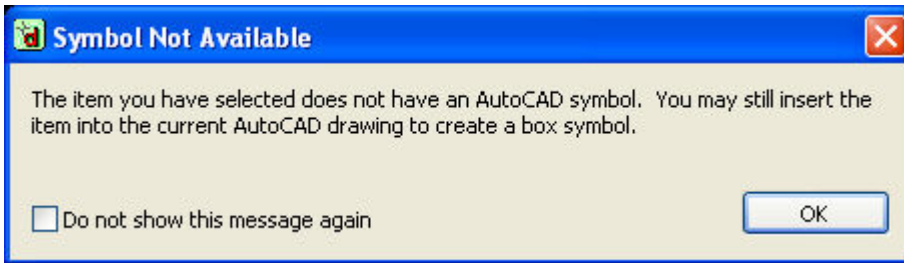 Symbol Not Available
The item you have selected does not have an AutoCAD symbol.  You may still insert the
item into the current AutoCAD drawing to create a box symbol.
Do not show this message again
OK